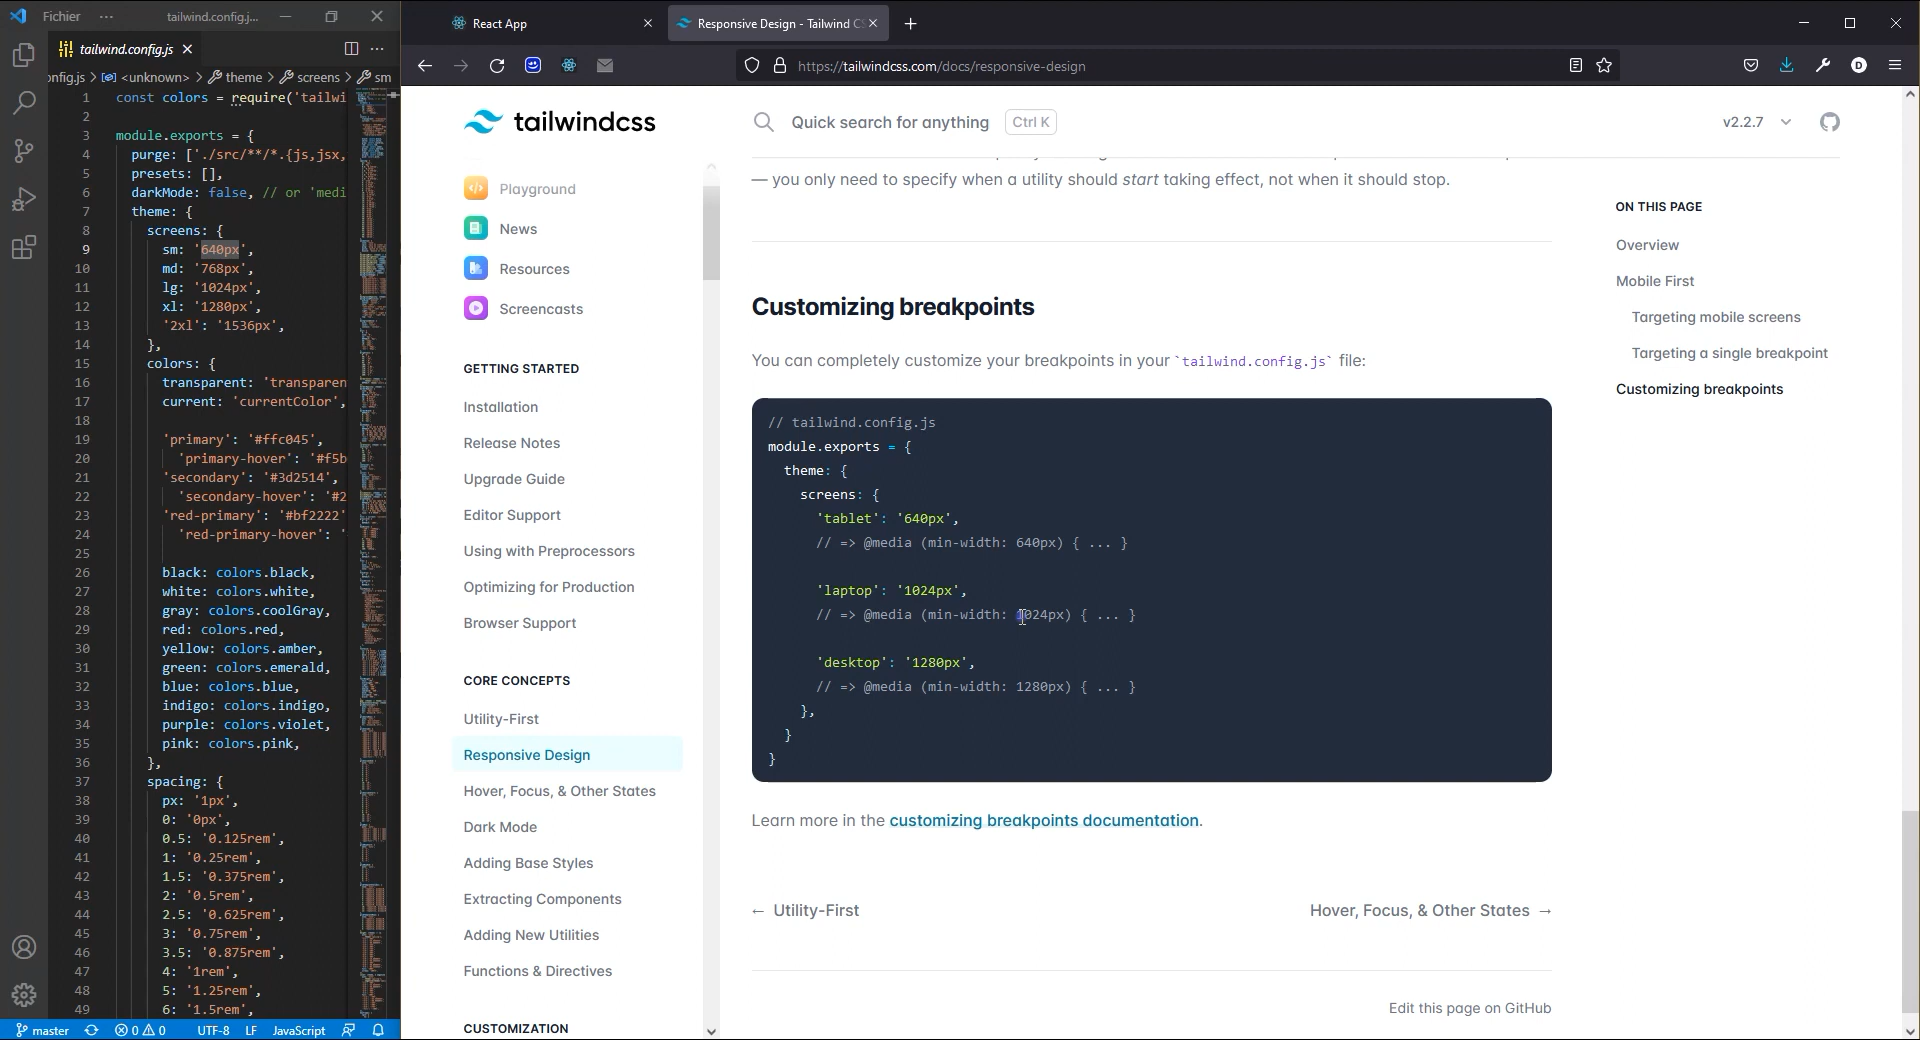 Fichier
···
tailwind.config.j...
tailwind.config.js
nfig.js > <unknown> > theme > screens > sm
1 const colors = require('tailwi
2
3 module.exports = {
4 purge: ['./src/**/*.{js,jsx,
5 presets: [],
6 darkMode: false, // or 'medi
7 theme: {
8 screens: {
9 sm: '640px',
10 md: '768px',
11 lg: '1024px',
12 xl: '1280px',
13 '2xl': '1536px',
14 },
15 colors: {
16 transparent: 'transparen
17 current: 'currentColor',
18
19 'primary': '#ffc045',
20 'primary-hover': '#f5b
21 'secondary': '#3d2514',
22 'secondary-hover': '#2
23 'red-primary': '#bf2222'
24 'red-primary-hover': '
25
26 black: colors.black,
27 white: colors.white,
28 gray: colors.coolGray,
29 red: colors.red,
30 yellow: colors.amber,
31 green: colors.emerald,
32 blue: colors.blue,
33 indigo: colors.indigo,
34 purple: colors.violet,
35 pink: colors.pink,
36 },
37 spacing: {
38 px: '1px',
39 0: '0px',
40 0.5: '0.125rem',
41 1: '0.25rem',
42 1.5: '0.375rem',
43 2: '0.5rem',
44 2.5: '0.625rem',
45 3: '0.75rem',
46 3.5: '0.875rem',
47 4: '1rem',
48 5: '1.25rem',
49 6: '1.5rem',
master 0 0 UTF-8 LF JavaScript
React App
Responsive Design - Tailwind CS
https://tailwindcss.com/docs/responsive-design
D
tailwindcss
Quick search for anything Ctrl K
v2.2.7
Playground
News
Resources
Screencasts
GETTING STARTED
Installation
Release Notes
Upgrade Guide
Editor Support
Using with Preprocessors
Optimizing for Production
Browser Support
CORE CONCEPTS
Utility-First
Responsive Design
Hover, Focus, & Other States
Dark Mode
Adding Base Styles
Extracting Components
Adding New Utilities
Functions & Directives
CUSTOMIZATION
— you only need to specify when a utility should start taking effect, not when it should stop.
Customizing breakpoints
You can completely customize your breakpoints in your `tailwind.config.js` file:
// tailwind.config.js
module.exports = {
theme: {
screens: {
'tablet': '640px',
// => @media (min-width: 640px) { ... }
'laptop': '1024px',
// => @media (min-width: 1024px) { ... }
'desktop': '1280px',
// => @media (min-width: 1280px) { ... }
},
}
}
Learn more in the customizing breakpoints documentation.
← Utility-First
Hover, Focus, & Other States →
Edit this page on GitHub
ON THIS PAGE
Overview
Mobile First
Targeting mobile screens
Targeting a single breakpoint
Customizing breakpoints